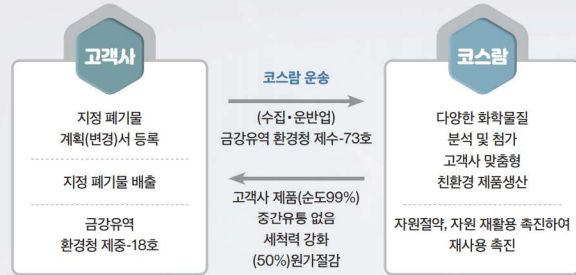 고객사
지정 폐기물
계획(변경)서 등록
지정 폐기물 배출
금강유역
환경청 제중-18호
코스람 운송
(수집·운반업)
금강유역 환경청 제수-73호
고객사 제품(순도99%)
중간유통 없음
세척력 강화
(50%)원가절감
코스람
다양한 화학물질
분석 및 첨가
고객사 맞춤형
친환경 제품생산
자원절약, 자원 재활용 촉진하여
재사용 촉진